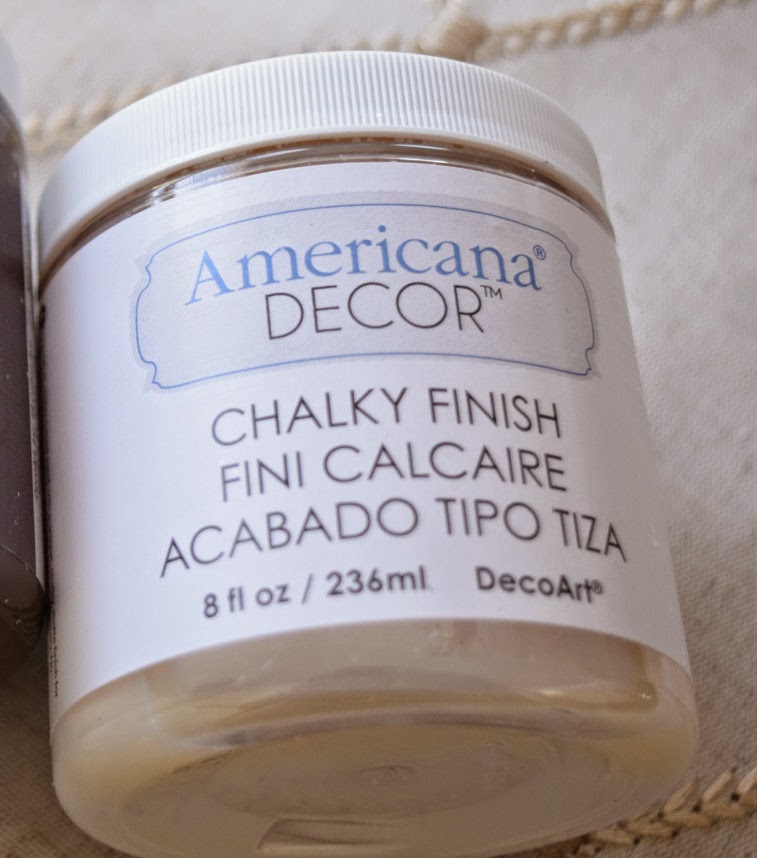 Americana®
DECOR™
CHALKY FINISH
FINI CALCAIRE
ACABADO TIPO TIZA
8 fl oz / 236ml DecoArt®